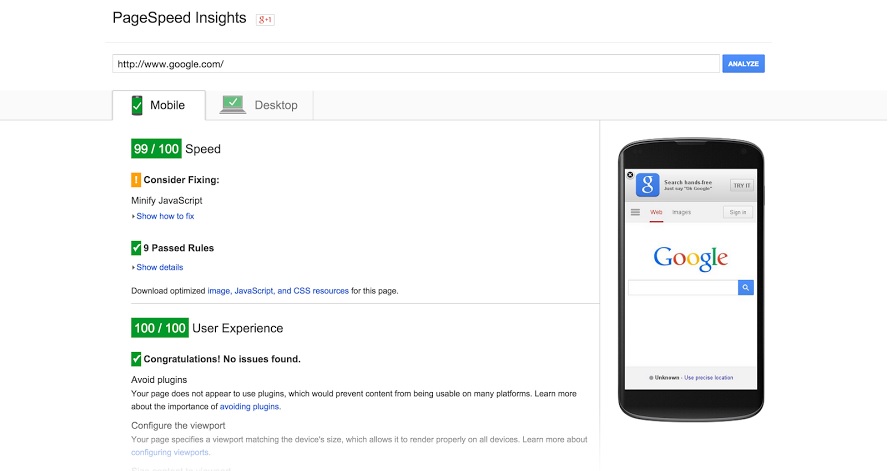 PageSpeed Insights
g+1
http://www.google.com/
ANALYZE
Mobile
Desktop
99 / 100 Speed
! Consider Fixing:
Minify JavaScript
Show how to fix
9 Passed Rules
Show details
Download optimized image, JavaScript, and CSS resources for this page.
100 / 100 User Experience
Congratulations! No issues found.
Avoid plugins
Your page does not appear to use plugins, which would prevent content from being usable on many platforms. Learn more
about the importance of avoiding plugins.
Configure the viewport
Your page specifies a viewport matching the device's size, which allows it to render properly on all devices. Learn more about
configuring viewports.
g
Search hands-free
Just say "Ok Google"
TRY IT
Web
Images
Sign in
Google
Unknown - Use precise location